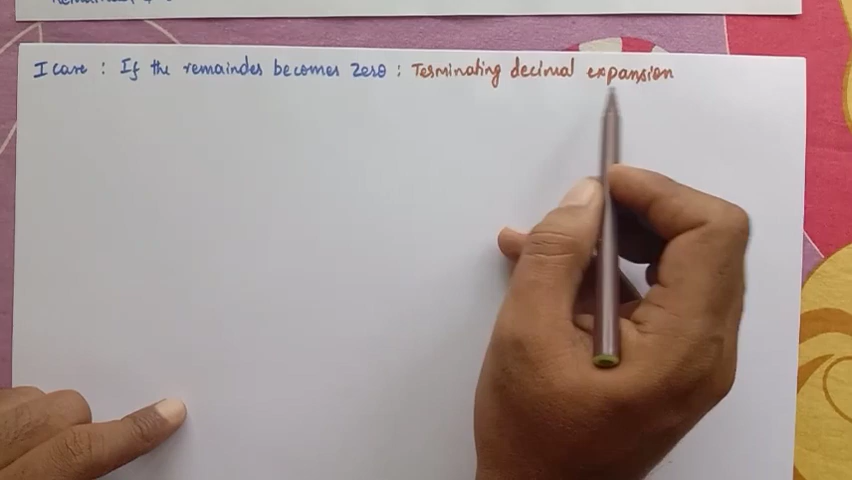 I case : If the remainder becomes Zero : Terminating decimal expansion